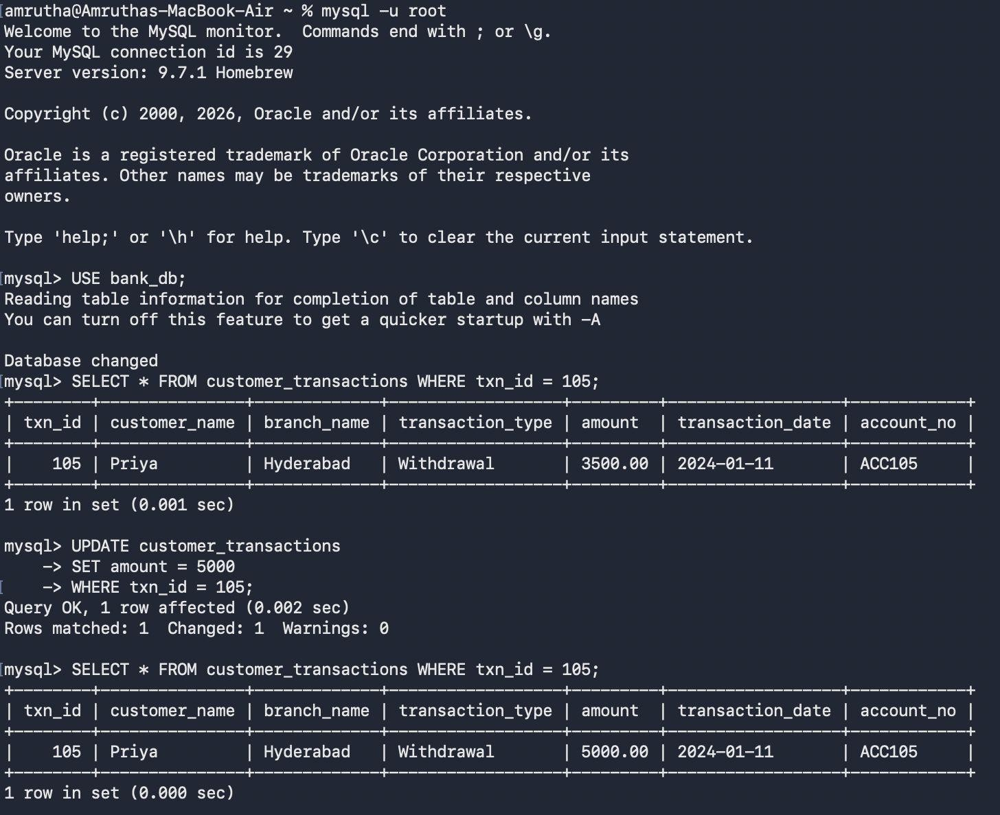 amrutha@Amruthas-MacBook-Air ~ % mysql -u root
Welcome to the MySQL monitor.  Commands end with ; or \g.
Your MySQL connection id is 29
Server version: 9.7.1 Homebrew

Copyright (c) 2000, 2026, Oracle and/or its affiliates.

Oracle is a registered trademark of Oracle Corporation and/or its
affiliates. Other names may be trademarks of their respective
owners.

Type 'help;' or '\h' for help. Type '\c' to clear the current input statement.

mysql> USE bank_db;
Reading table information for completion of table and column names
You can turn off this feature to get a quicker startup with -A

Database changed
mysql> SELECT * FROM customer_transactions WHERE txn_id = 105;
+--------+---------------+-------------+------------------+---------+------------------+------------+
| txn_id | customer_name | branch_name | transaction_type | amount  | transaction_date | account_no |
+--------+---------------+-------------+------------------+---------+------------------+------------+
|    105 | Priya         | Hyderabad   | Withdrawal       | 3500.00 | 2024-01-11       | ACC105     |
+--------+---------------+-------------+------------------+---------+------------------+------------+
1 row in set (0.001 sec)

mysql> UPDATE customer_transactions
    -> SET amount = 5000
    -> WHERE txn_id = 105;
Query OK, 1 row affected (0.002 sec)
Rows matched: 1  Changed: 1  Warnings: 0

mysql> SELECT * FROM customer_transactions WHERE txn_id = 105;
+--------+---------------+-------------+------------------+---------+------------------+------------+
| txn_id | customer_name | branch_name | transaction_type | amount  | transaction_date | account_no |
+--------+---------------+-------------+------------------+---------+------------------+------------+
|    105 | Priya         | Hyderabad   | Withdrawal       | 5000.00 | 2024-01-11       | ACC105     |
+--------+---------------+-------------+------------------+---------+------------------+------------+
1 row in set (0.000 sec)